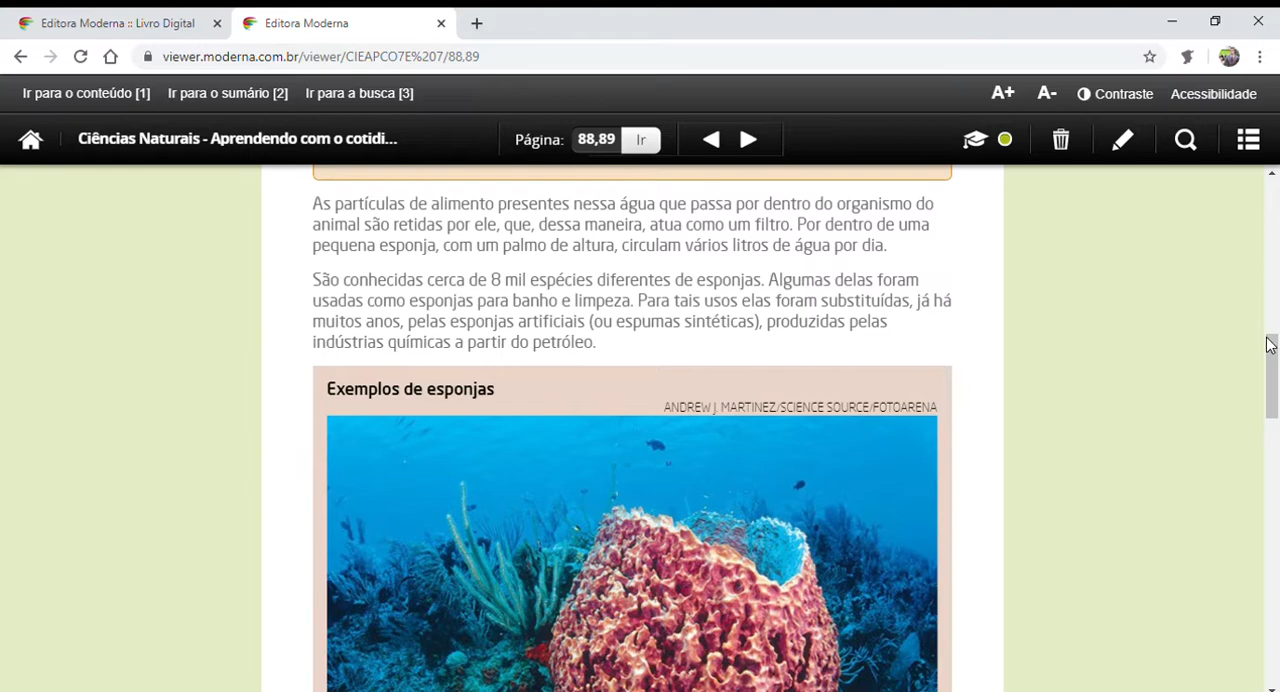 Editora Moderna :: Livro Digital
Editora Moderna
viewer.moderna.com.br/viewer/CIEAPCO7E%207/88,89
Ir para o conteúdo [1] Ir para o sumário [2] Ir para a busca [3]
A+ A- Contraste Acessibilidade
Ciências Naturais - Aprendendo com o cotidi...
Página: 88,89 Ir
As partículas de alimento presentes nessa água que passa por dentro do organismo do
animal são retidas por ele, que, dessa maneira, atua como um filtro. Por dentro de uma
pequena esponja, com um palmo de altura, circulam vários litros de água por dia.
São conhecidas cerca de 8 mil espécies diferentes de esponjas. Algumas delas foram
usadas como esponjas para banho e limpeza. Para tais usos elas foram substituídas, já há
muitos anos, pelas esponjas artificiais (ou espumas sintéticas), produzidas pelas
indústrias químicas a partir do petróleo.
Exemplos de esponjas
ANDREW J. MARTINEZ/SCIENCE SOURCE/FOTOARENA